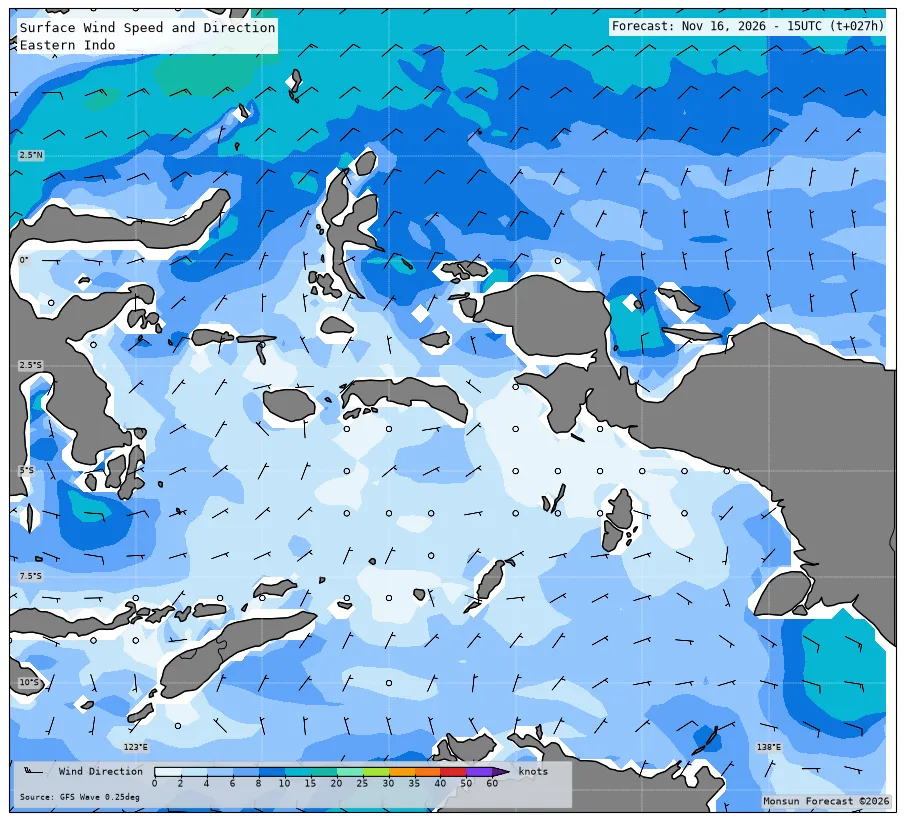 Surface Wind Speed and Direction
Eastern Indo
Forecast: Nov 16, 2026 - 15UTC (t+027h)
2.5°N
0°
2.5°S
5°S
7.5°S
10°S
123°E
138°E
Wind Direction
0 2 4 6 8 10 15 20 25 30 40 50 60
knots
Source: GFS Wave 0.25deg
Monsun Forecast ©2026